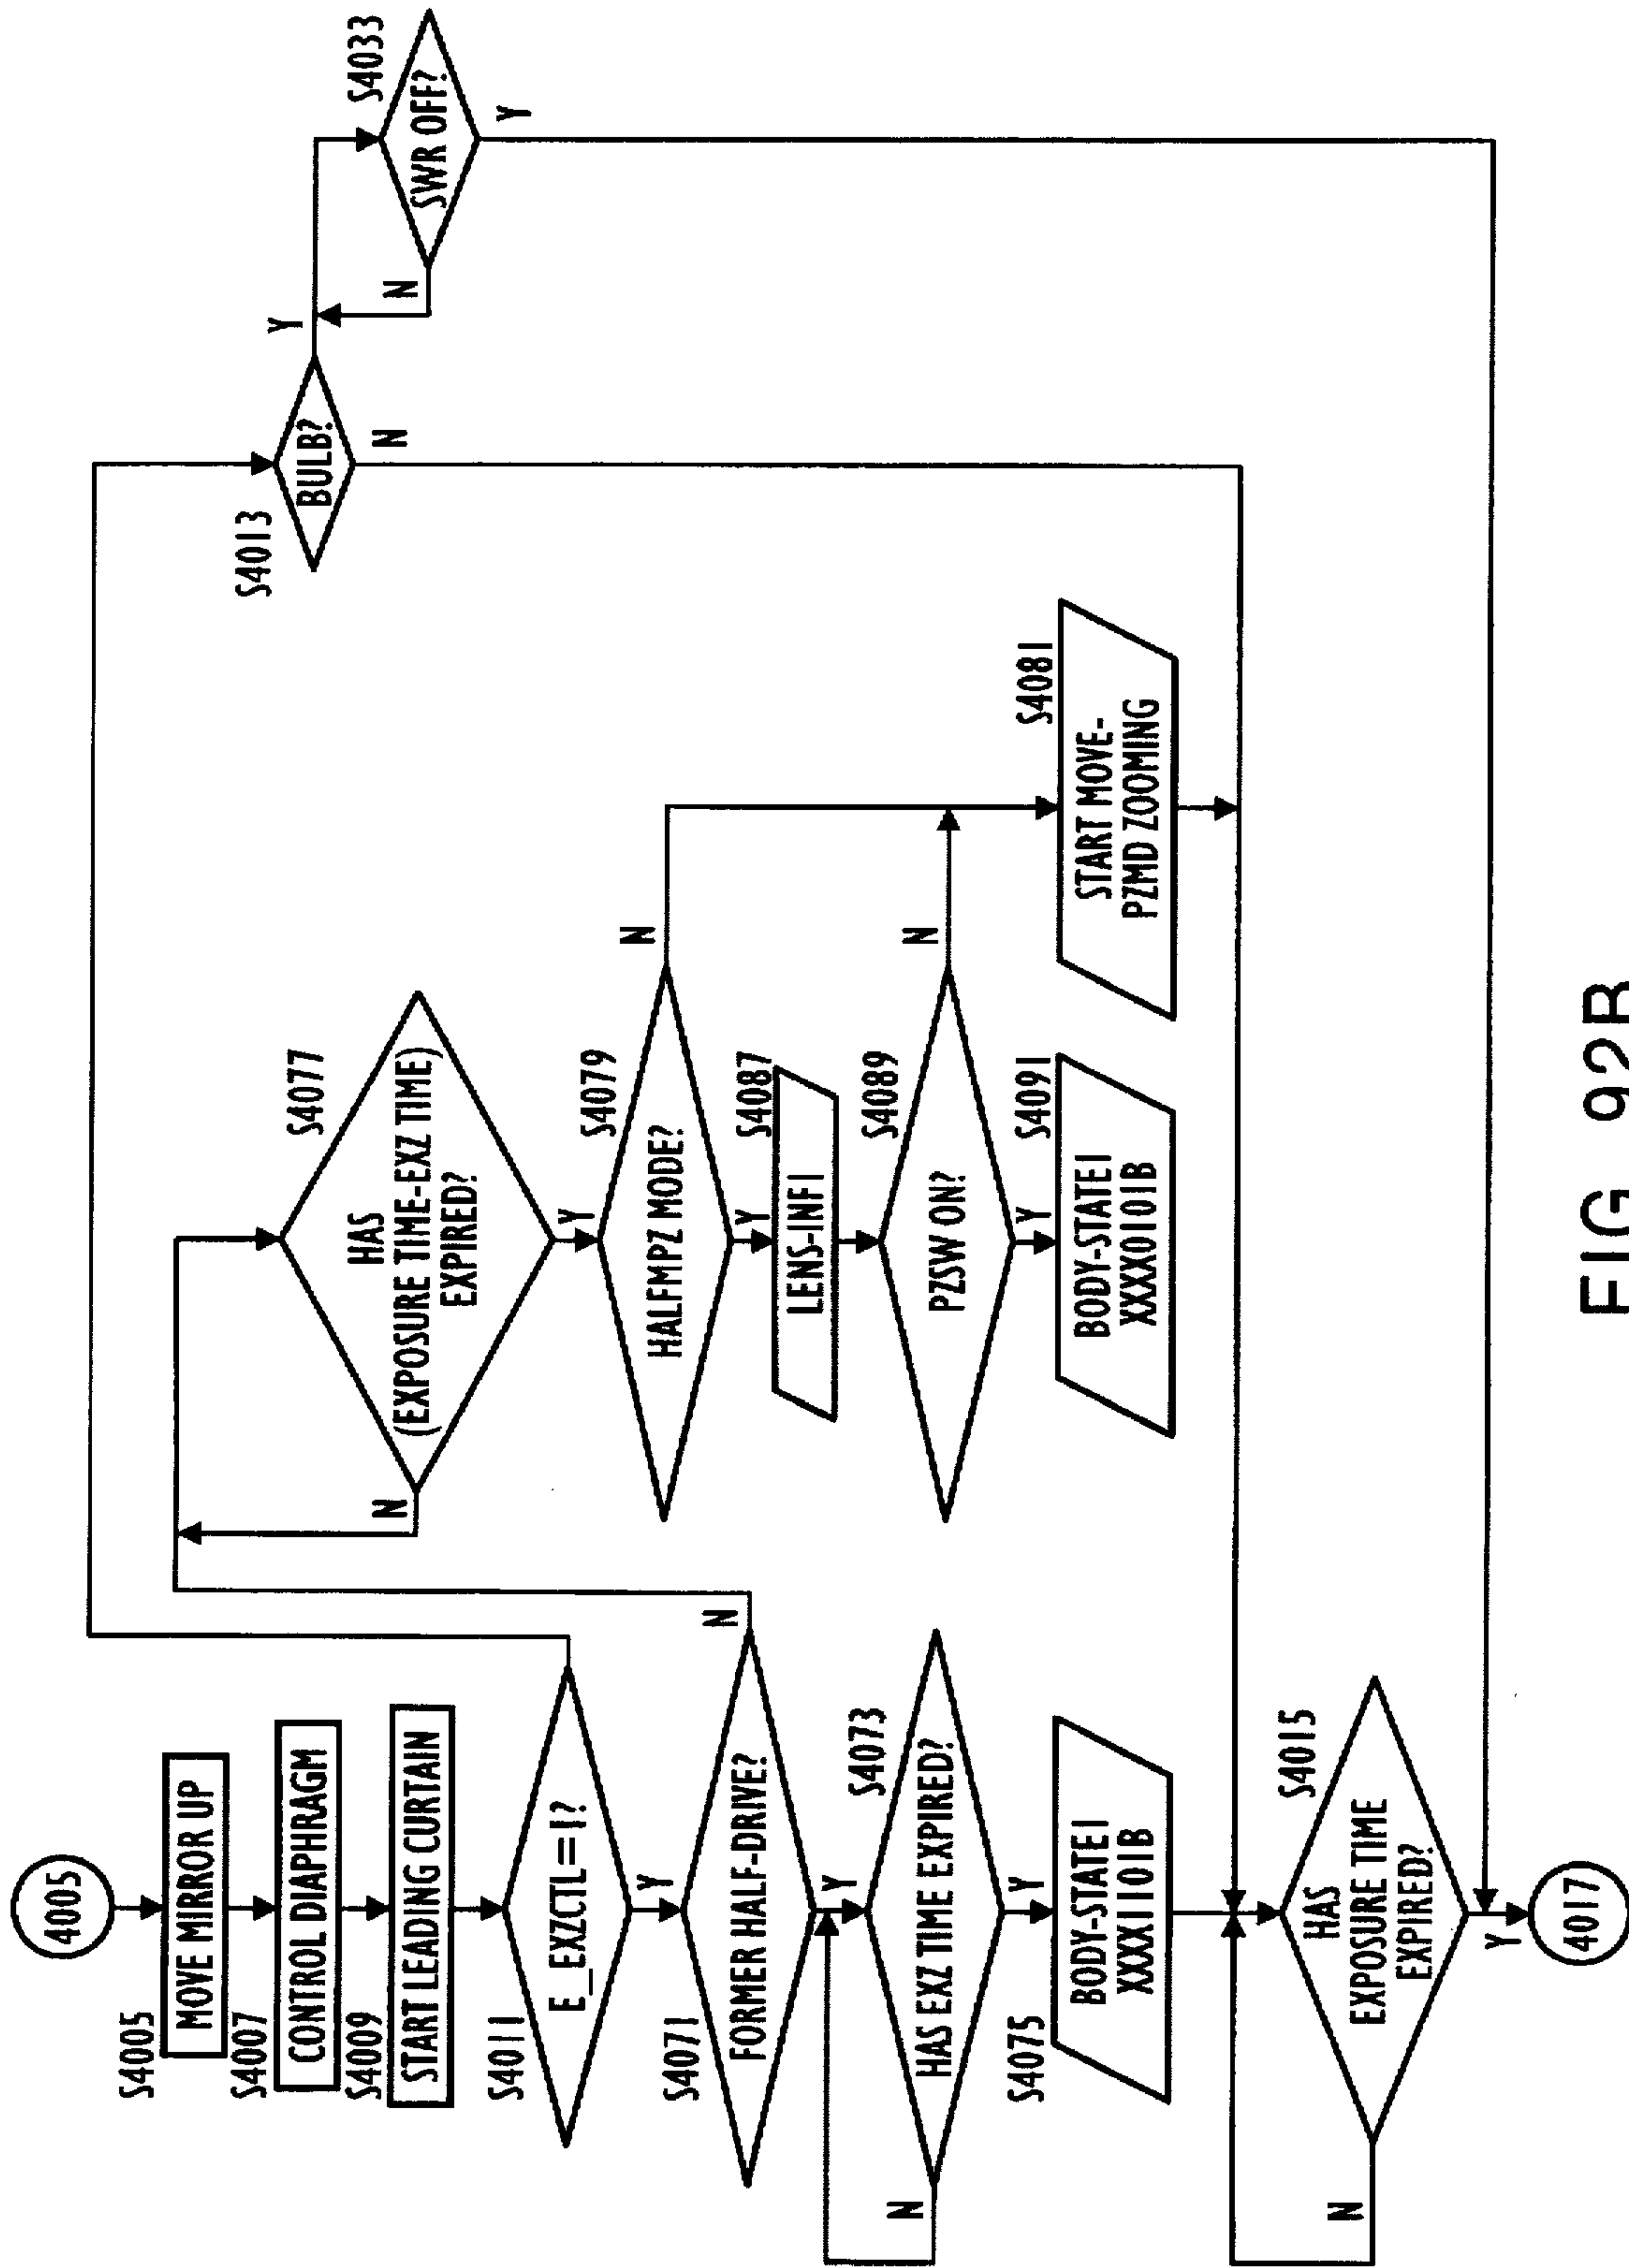 4005
S4005
MOVE MIRROR UP
S4007
CONTROL DIAPHRAGM
S4009
START LEADING CURTAIN
S4011
E_EXZCTL=1?
Y
S4071
FORMER HALF-DRIVE?
N
Y
S4073
HAS EXZ TIME EXPIRED?
N
Y
S4075
BODY-STATE1
XXXX1101B
S4015
HAS
EXPOSURE TIME
EXPIRED?
N
Y
4017
S4077
HAS
(EXPOSURE TIME-EXZ TIME)
EXPIRED?
N
Y
S4079
HALFMPZ MODE?
N
Y
S4087
LENS-INF1
S4089
PZSW ON?
N
Y
S4091
BODY-STATE1
XXXX0101B
S4081
START MOVE-
PZMD ZOOMING
S4013
BULB?
Y
N
S4033
SWR OFF?
N
Y
FIG 92B